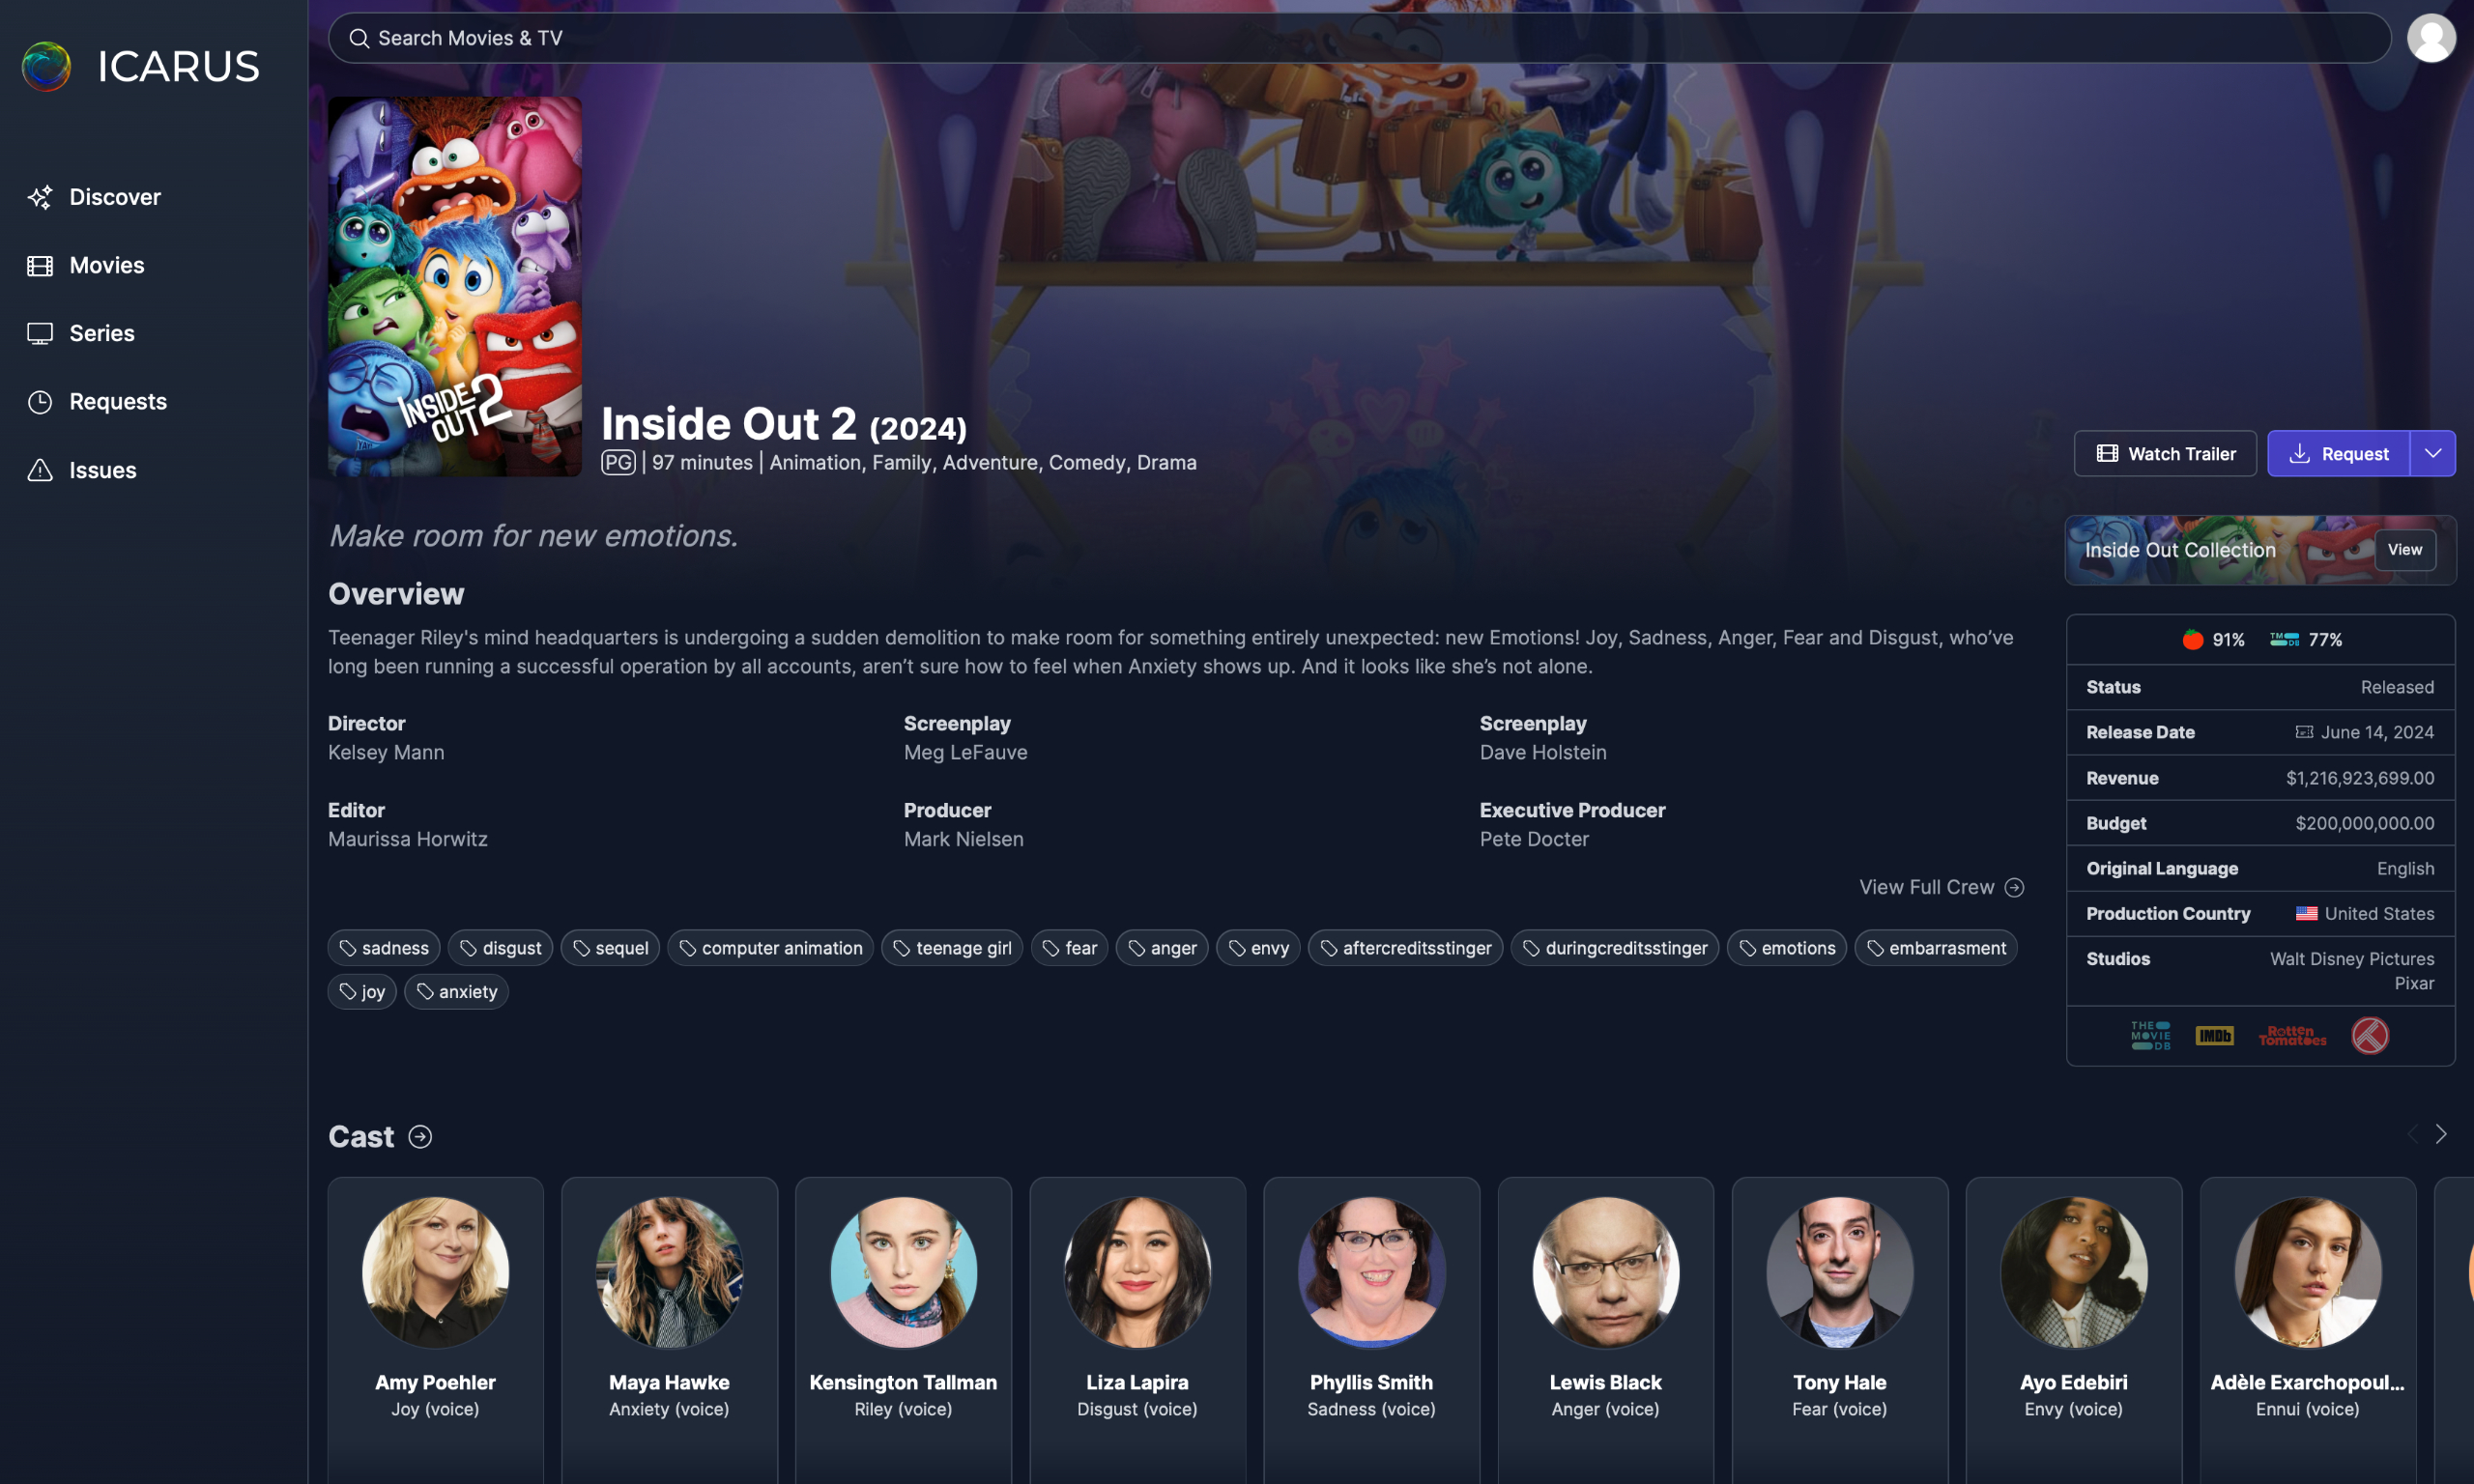 ICARUS
Search Movies & TV
Discover
Movies
Series
Requests
Issues
INSIDE
OUT 2
Inside Out 2 (2024)
PG | 97 minutes | Animation, Family, Adventure, Comedy, Drama
Watch Trailer
Request
Make room for new emotions.
Inside Out Collection
View
Overview
Teenager Riley's mind headquarters is undergoing a sudden demolition to make room for something entirely unexpected: new Emotions! Joy, Sadness, Anger, Fear and Disgust, who’ve
long been running a successful operation by all accounts, aren’t sure how to feel when Anxiety shows up. And it looks like she’s not alone.
Director
Kelsey Mann
Screenplay
Meg LeFauve
Screenplay
Dave Holstein
Editor
Maurissa Horwitz
Producer
Mark Nielsen
Executive Producer
Pete Docter
View Full Crew
sadness
disgust
sequel
computer animation
teenage girl
fear
anger
envy
aftercreditsstinger
duringcreditsstinger
emotions
embarrasment
joy
anxiety
91%
TMDB 77%
Status Released
Release Date June 14, 2024
Revenue $1,216,923,699.00
Budget $200,000,000.00
Original Language English
Production Country United States
Studios Walt Disney Pictures
Pixar
THE
MOVIE
DB
IMDb
Rotten
Tomatoes
Cast
Amy Poehler
Joy (voice)
Maya Hawke
Anxiety (voice)
Kensington Tallman
Riley (voice)
Liza Lapira
Disgust (voice)
Phyllis Smith
Sadness (voice)
Lewis Black
Anger (voice)
Tony Hale
Fear (voice)
Ayo Edebiri
Envy (voice)
Adèle Exarchopoul...
Ennui (voice)